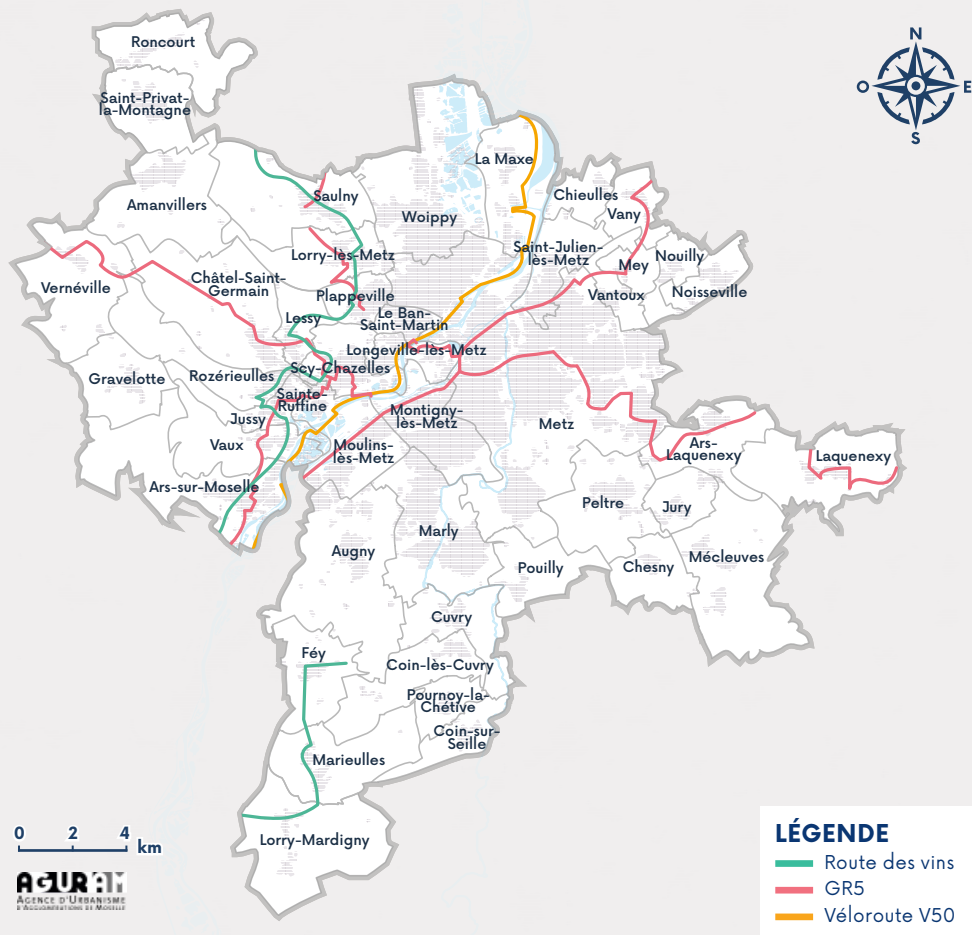 Roncourt
Saint-Privat-
la-Montagne
N
O
E
S
La Maxe
Saulny
Chieulles
Amanvillers
Vany
Woippy
Saint-Julien-
lès-Metz
Lorry-lès-Metz
Nouilly
Mey
Châtel-Saint-
Germain
Vernéville
Plappeville
Vantoux
Noisseville
Lessy
Le Ban-
Saint-Martin
Longeville-lès-Metz
Scy-Chazelles
Gravelotte
Rozérieulles
Sainte-
Ruffine
Jussy
Montigny-
lès-Metz
Metz
Vaux
Moulins-
lès-Metz
Ars-
Laquenexy
Laquenexy
Ars-sur-Moselle
Peltre
Jury
Marly
Augny
Pouilly
Chesny
Mécleuves
Cuvry
Féy
Coin-lès-Cuvry
Pournoy-la-
Chétive
Coin-sur-
Seille
Marieulles
Lorry-Mardigny
0 2 4 km
AGURAM
AGENCE D'URBANISME
D'AGGLOMÉRATIONS DE MOSELLE
LÉGENDE
Route des vins
GR5
Véloroute V50